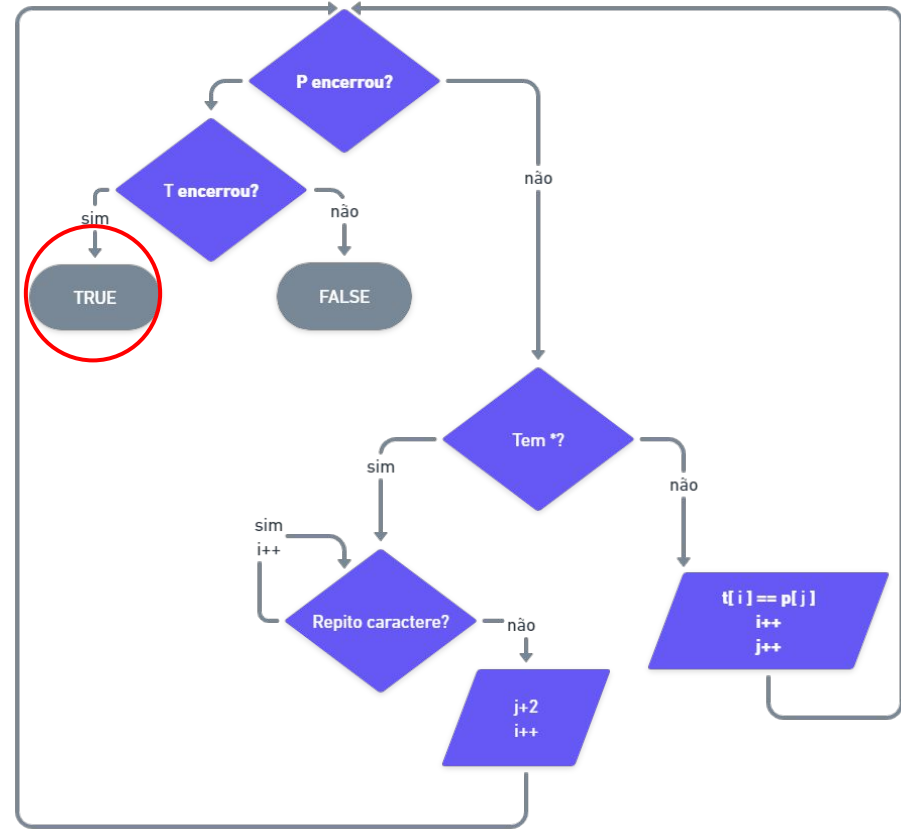 P encerrou?
T encerrou?
sim
não
não
TRUE
FALSE
Tem *?
sim
não
sim
i++
Repito caractere?
não
t[ i ] == p[ j ]
i++
j++
j+2
i++